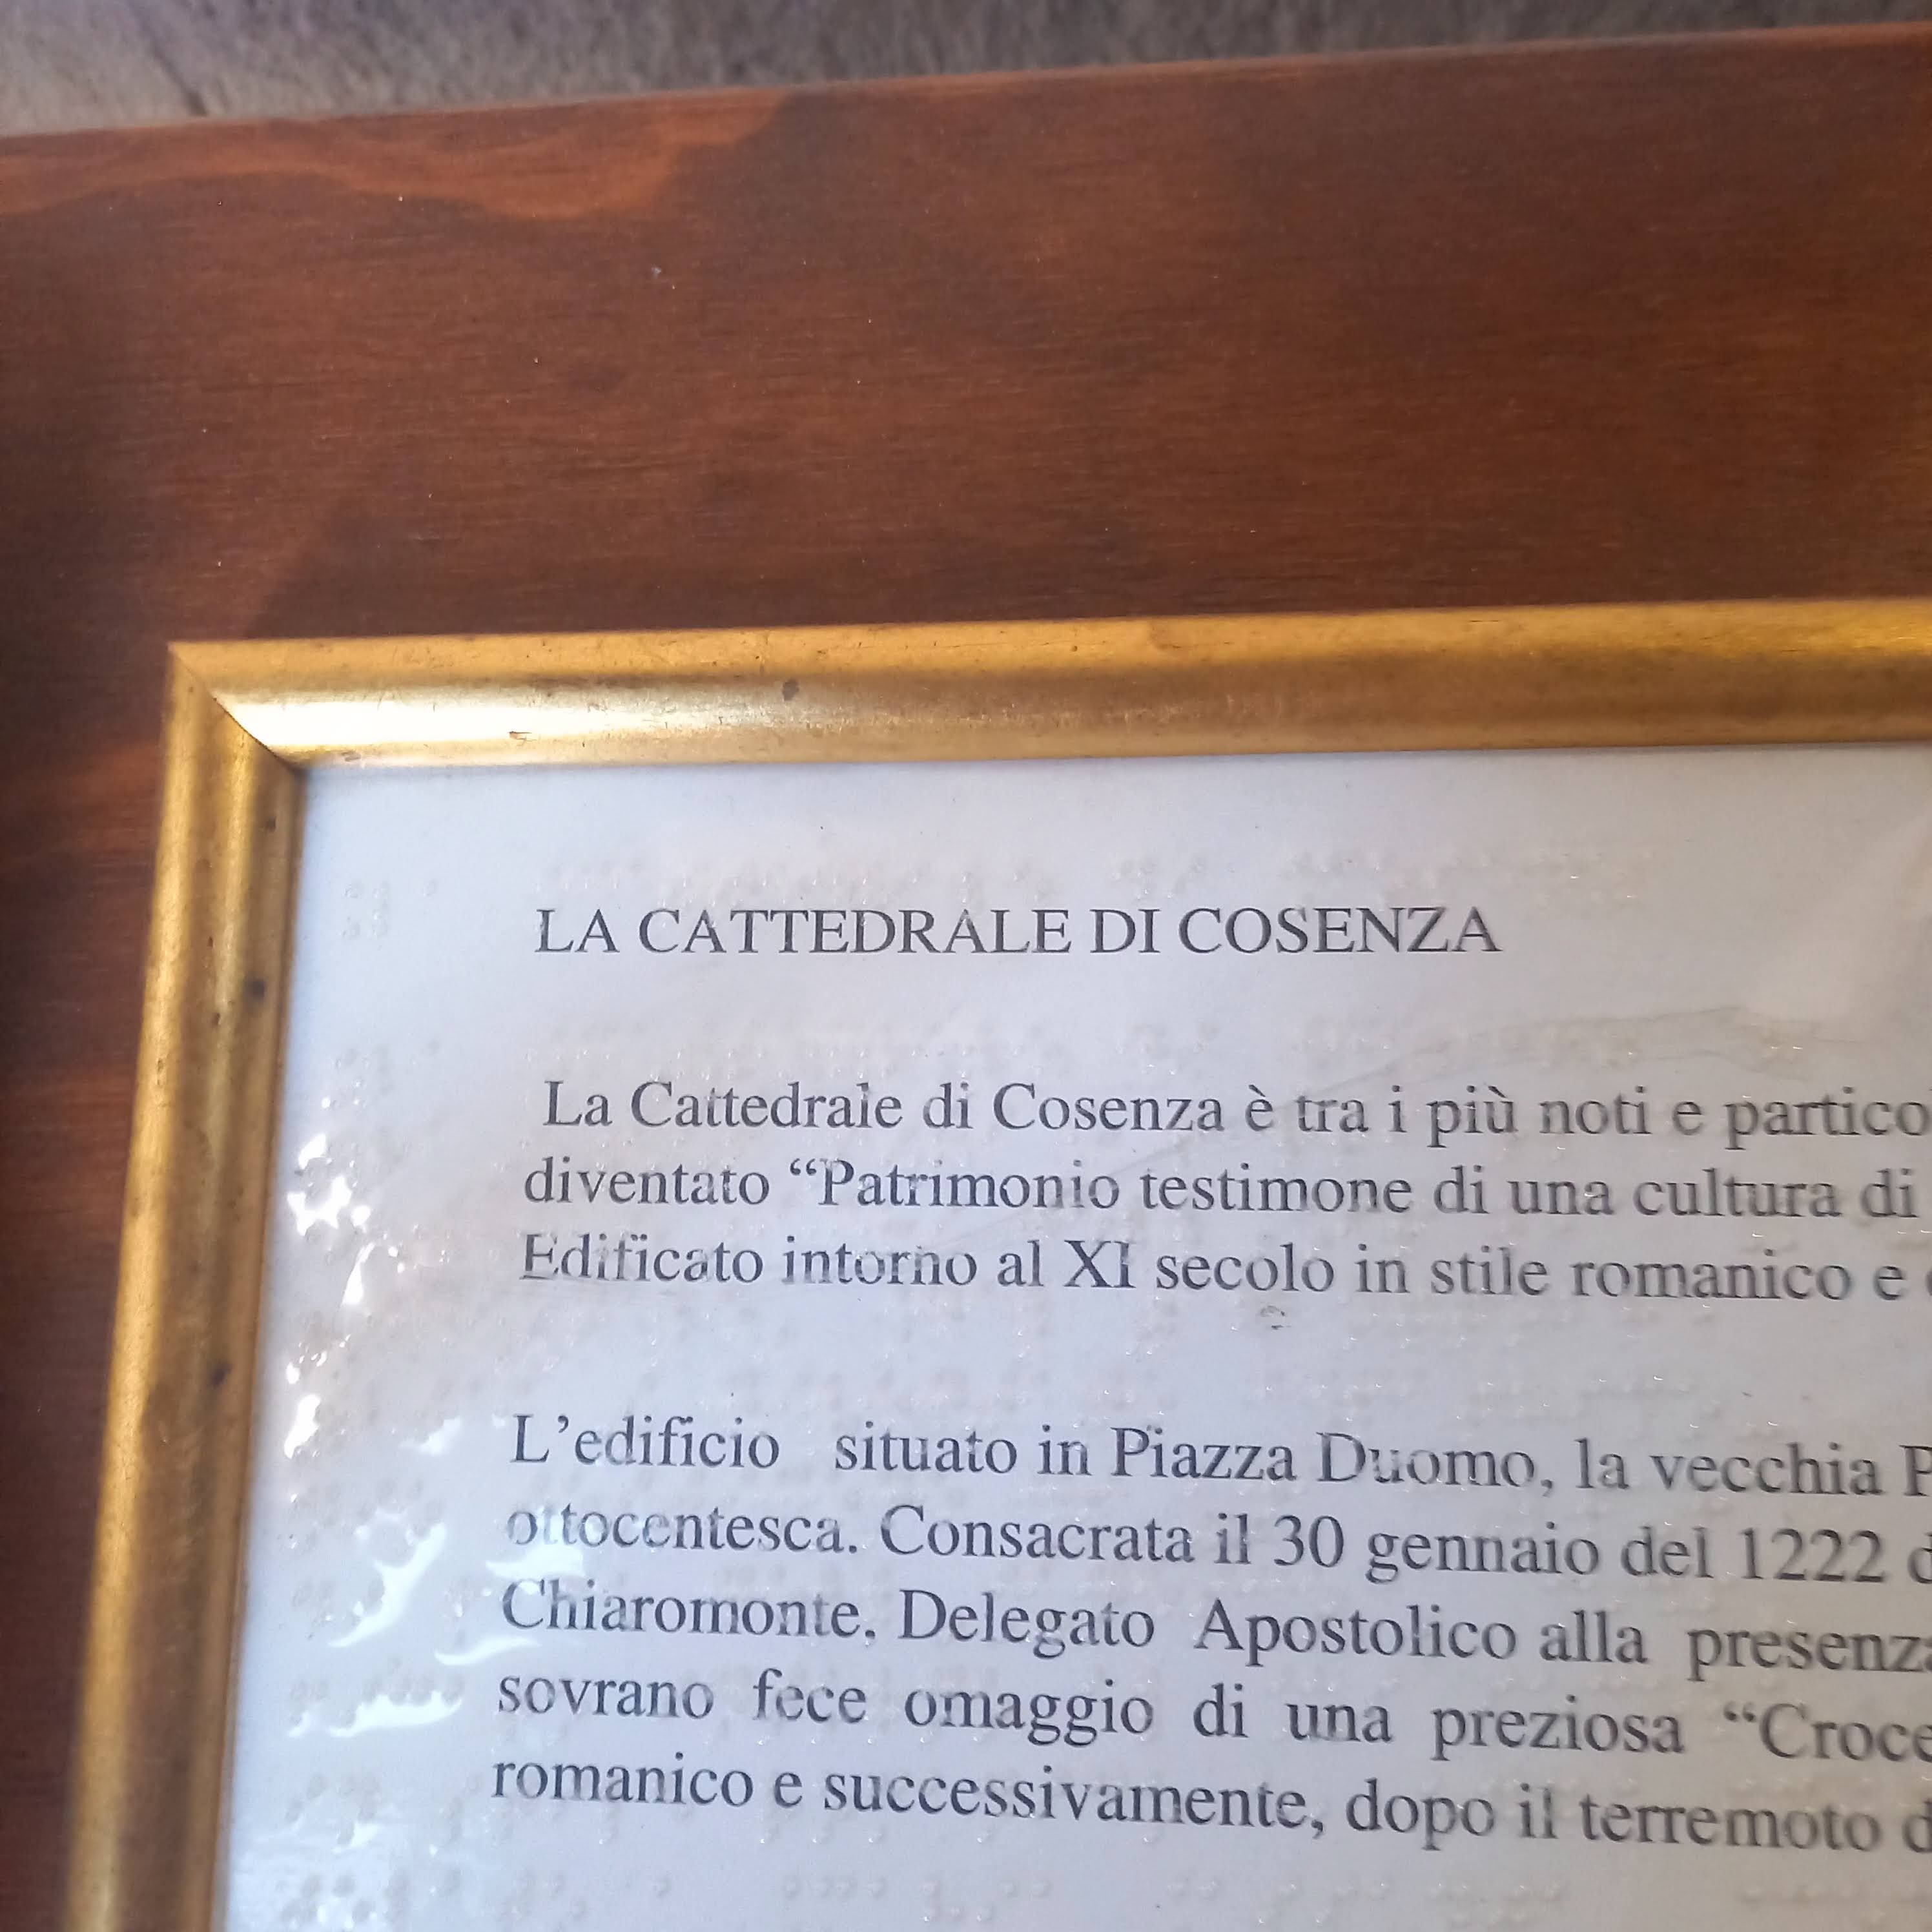 LA CATTEDRALE DI COSENZA
La Cattedrale di Cosenza è tra i più noti e partico
diventato “Patrimonio testimone di una cultura di
Edificato intorno al XI secolo in stile romanico e
L’edificio situato in Piazza Duomo, la vecchia P
ottocentesca. Consacrata il 30 gennaio del 1222 d
Chiaromonte, Delegato Apostolico alla presenza
sovrano fece omaggio di una preziosa “Croce
romanico e successivamente, dopo il terremoto d